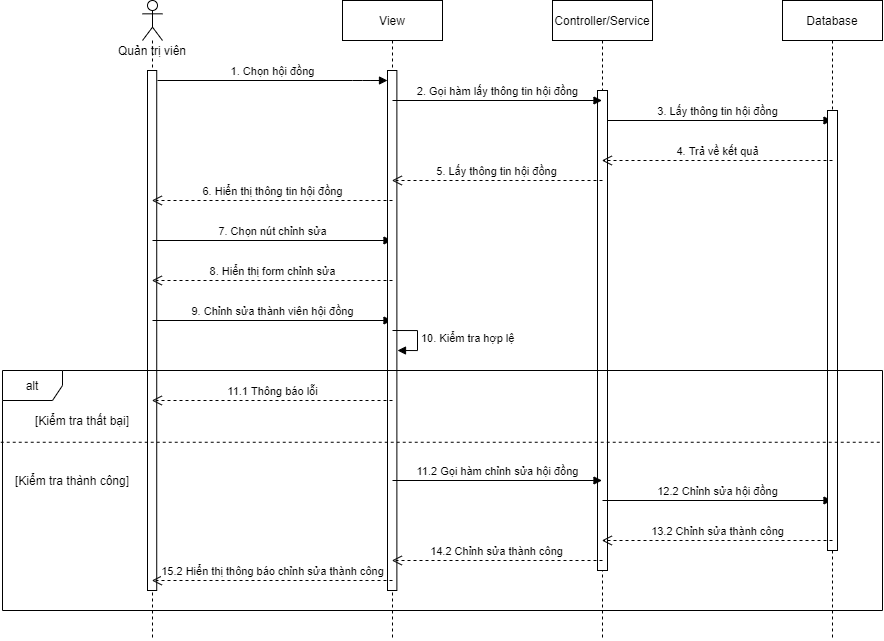 View
Controller/Service
Database
Quản trị viên
1. Chọn hội đồng
2. Gọi hàm lấy thông tin hội đồng
3. Lấy thông tin hội đồng
4. Trả về kết quả
5. Lấy thông tin hội đồng
6. Hiển thị thông tin hội đồng
7. Chọn nút chỉnh sửa
8. Hiển thị form chỉnh sửa
9. Chỉnh sửa thành viên hội đồng
10. Kiểm tra hợp lệ
alt
11.1 Thông báo lỗi
[Kiểm tra thất bại]
[Kiểm tra thành công]
11.2 Gọi hàm chỉnh sửa hội đồng
12.2 Chỉnh sửa hội đồng
13.2 Chỉnh sửa thành công
14.2 Chỉnh sửa thành công
15.2 Hiển thị thông báo chỉnh sửa thành công